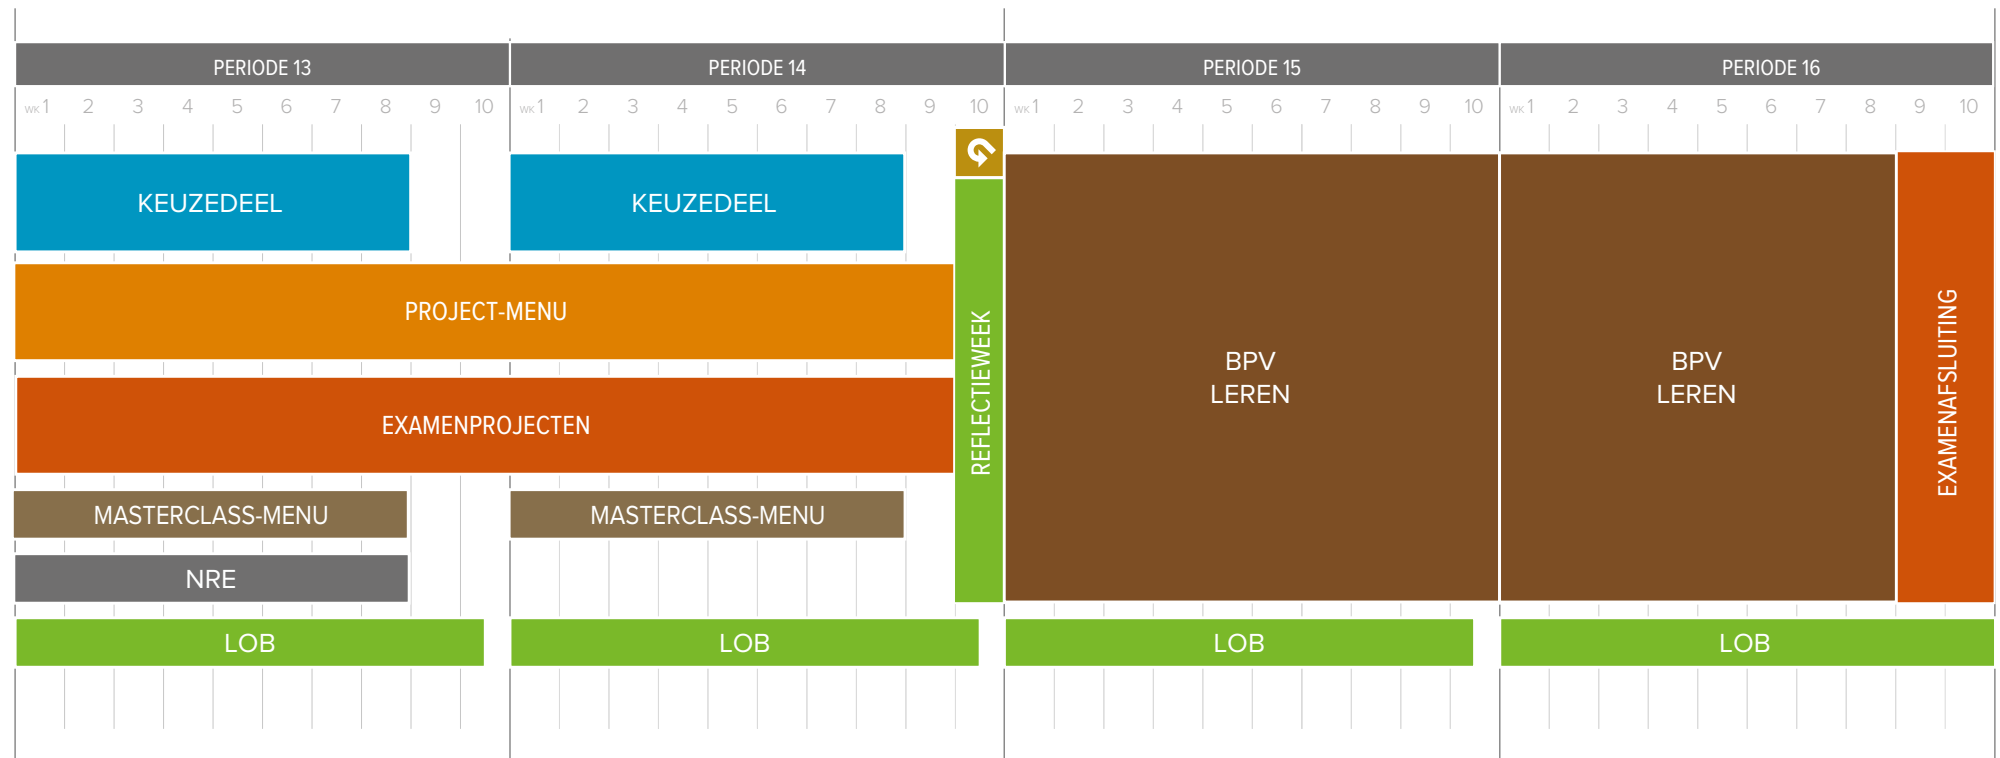 PERIODE 13 PERIODE 14 PERIODE 15 PERIODE 16
WK 1 2 3 4 5 6 7 8 9 10 WK 1 2 3 4 5 6 7 8 9 10 WK 1 2 3 4 5 6 7 8 9 10 WK 1 2 3 4 5 6 7 8 9 10
KEUZEDEEL KEUZEDEEL
PROJECT-MENU
EXAMENPROJECTEN
MASTERCLASS-MENU MASTERCLASS-MENU
NRE
REFLECTIEWEEK
BPV
LEREN
BPV
LEREN
EXAMENAFSLUITING
LOB LOB LOB LOB